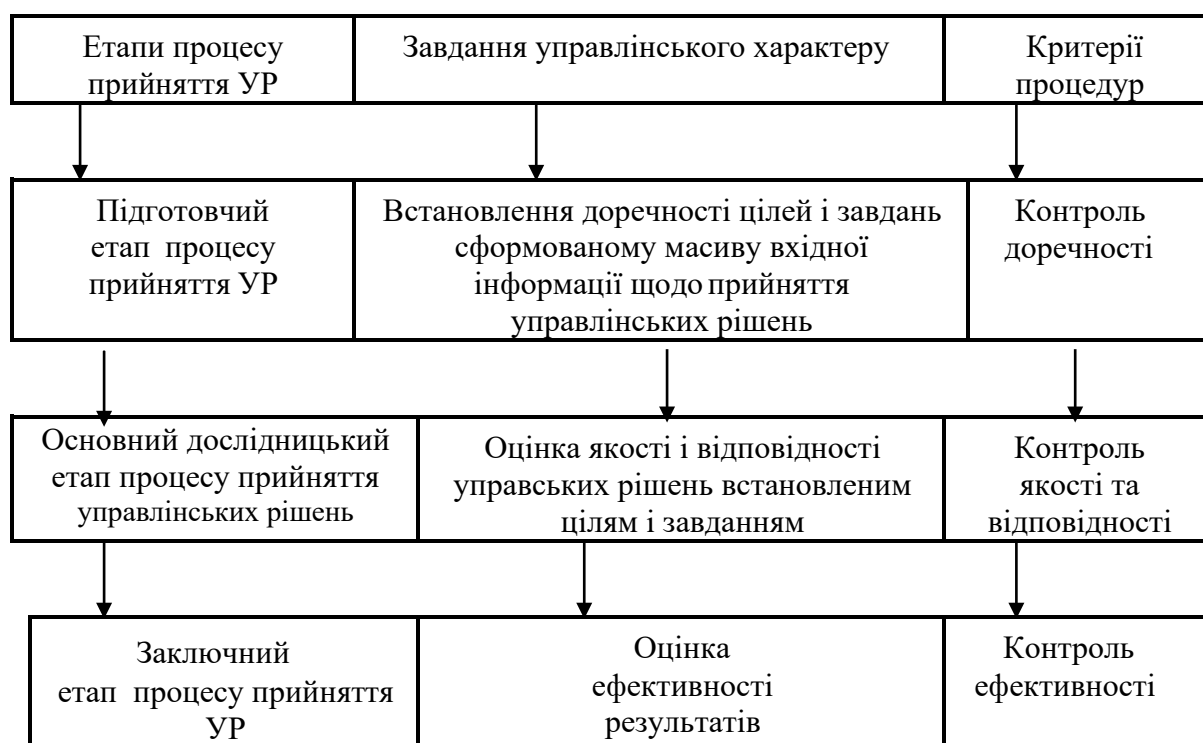 Етапи процесу
прийняття УР
Завдання управлінського характеру
Критерії
процедур
Підготовчий
етап процесу
прийняття УР
Встановлення доречності цілей і завдань
сформованому масиву вхідної
інформації щодо прийняття
управлінських рішень
Контроль
доречності
Основний дослідницький
етап процесу прийняття
управлінських рішень
Оцінка якості і відповідності
управських рішень встановленим
цілям і завданням
Контроль
якості та
відповідності
Заключний
етап процесу прийняття
УР
Оцінка
ефективності
результатів
Контроль
ефективності